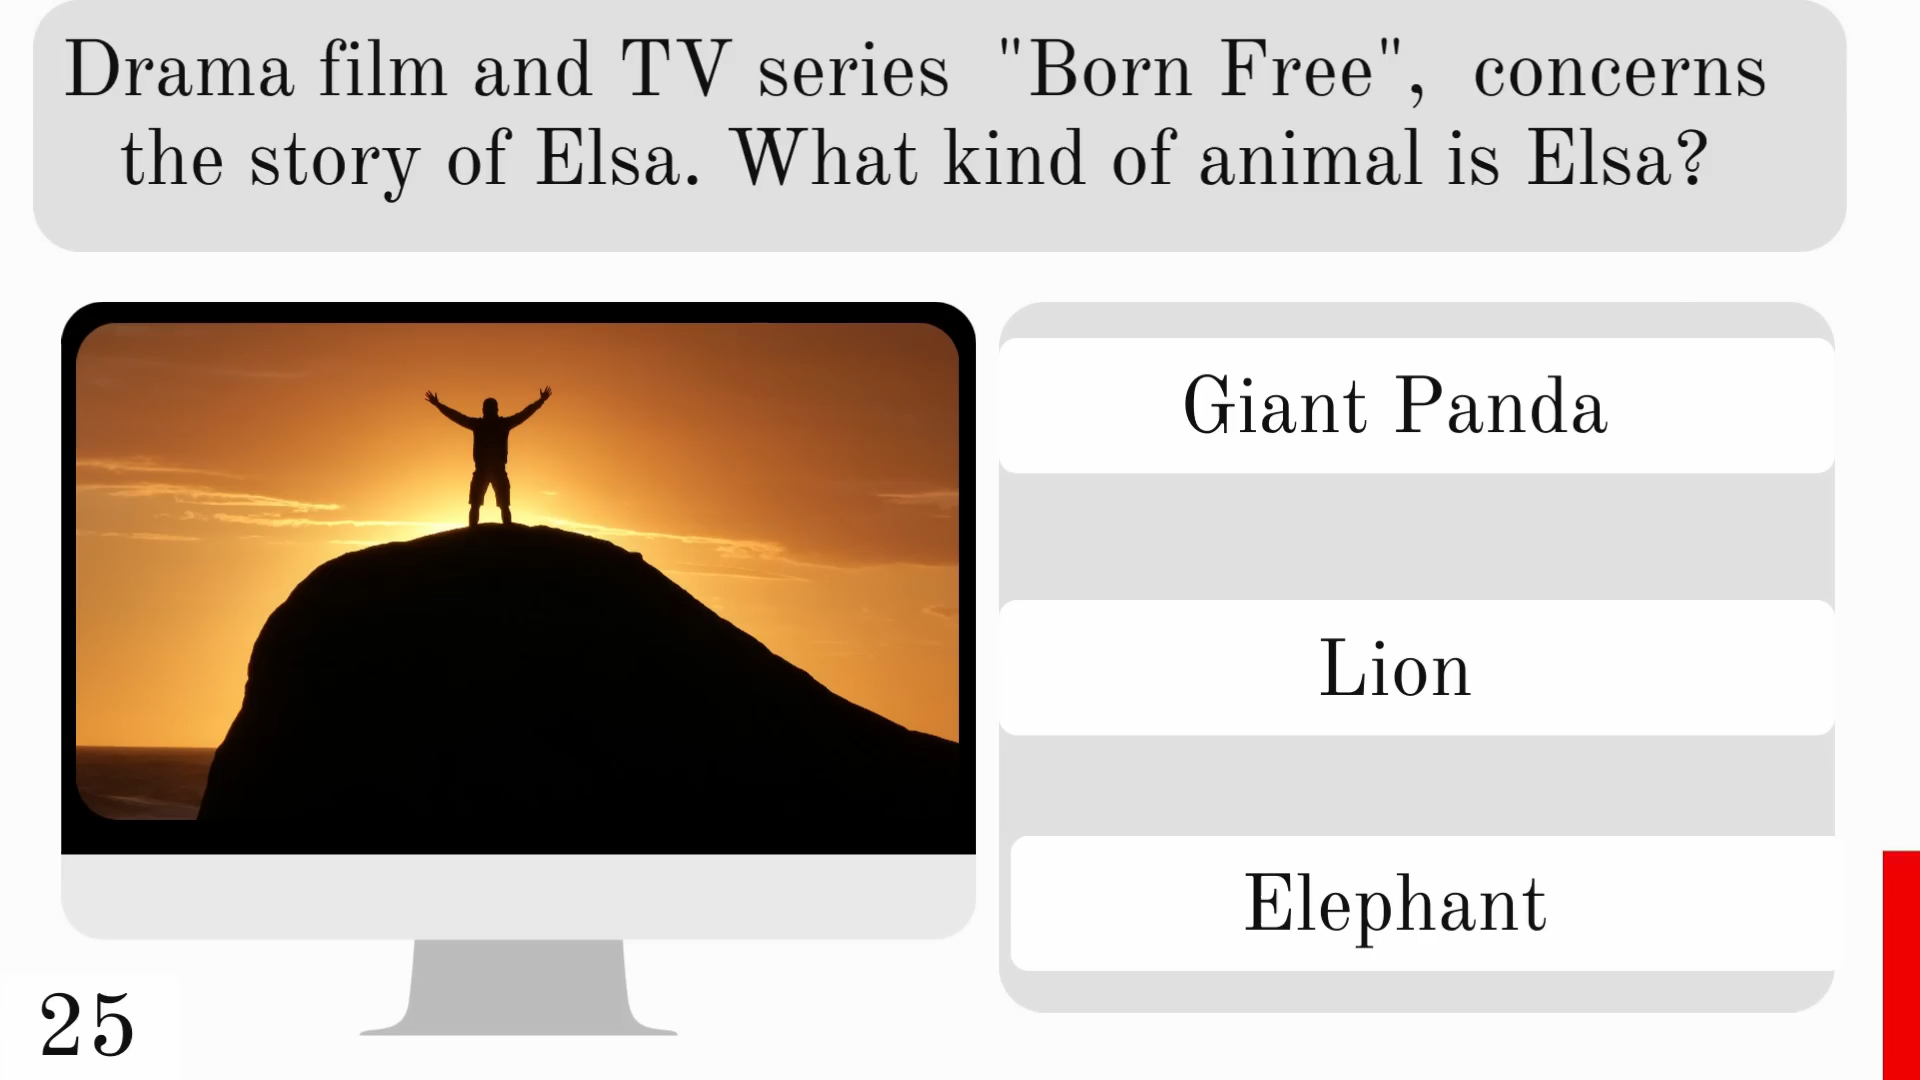 Drama film and TV series "Born Free", concerns
the story of Elsa. What kind of animal is Elsa?
Giant Panda
Lion
Elephant
25